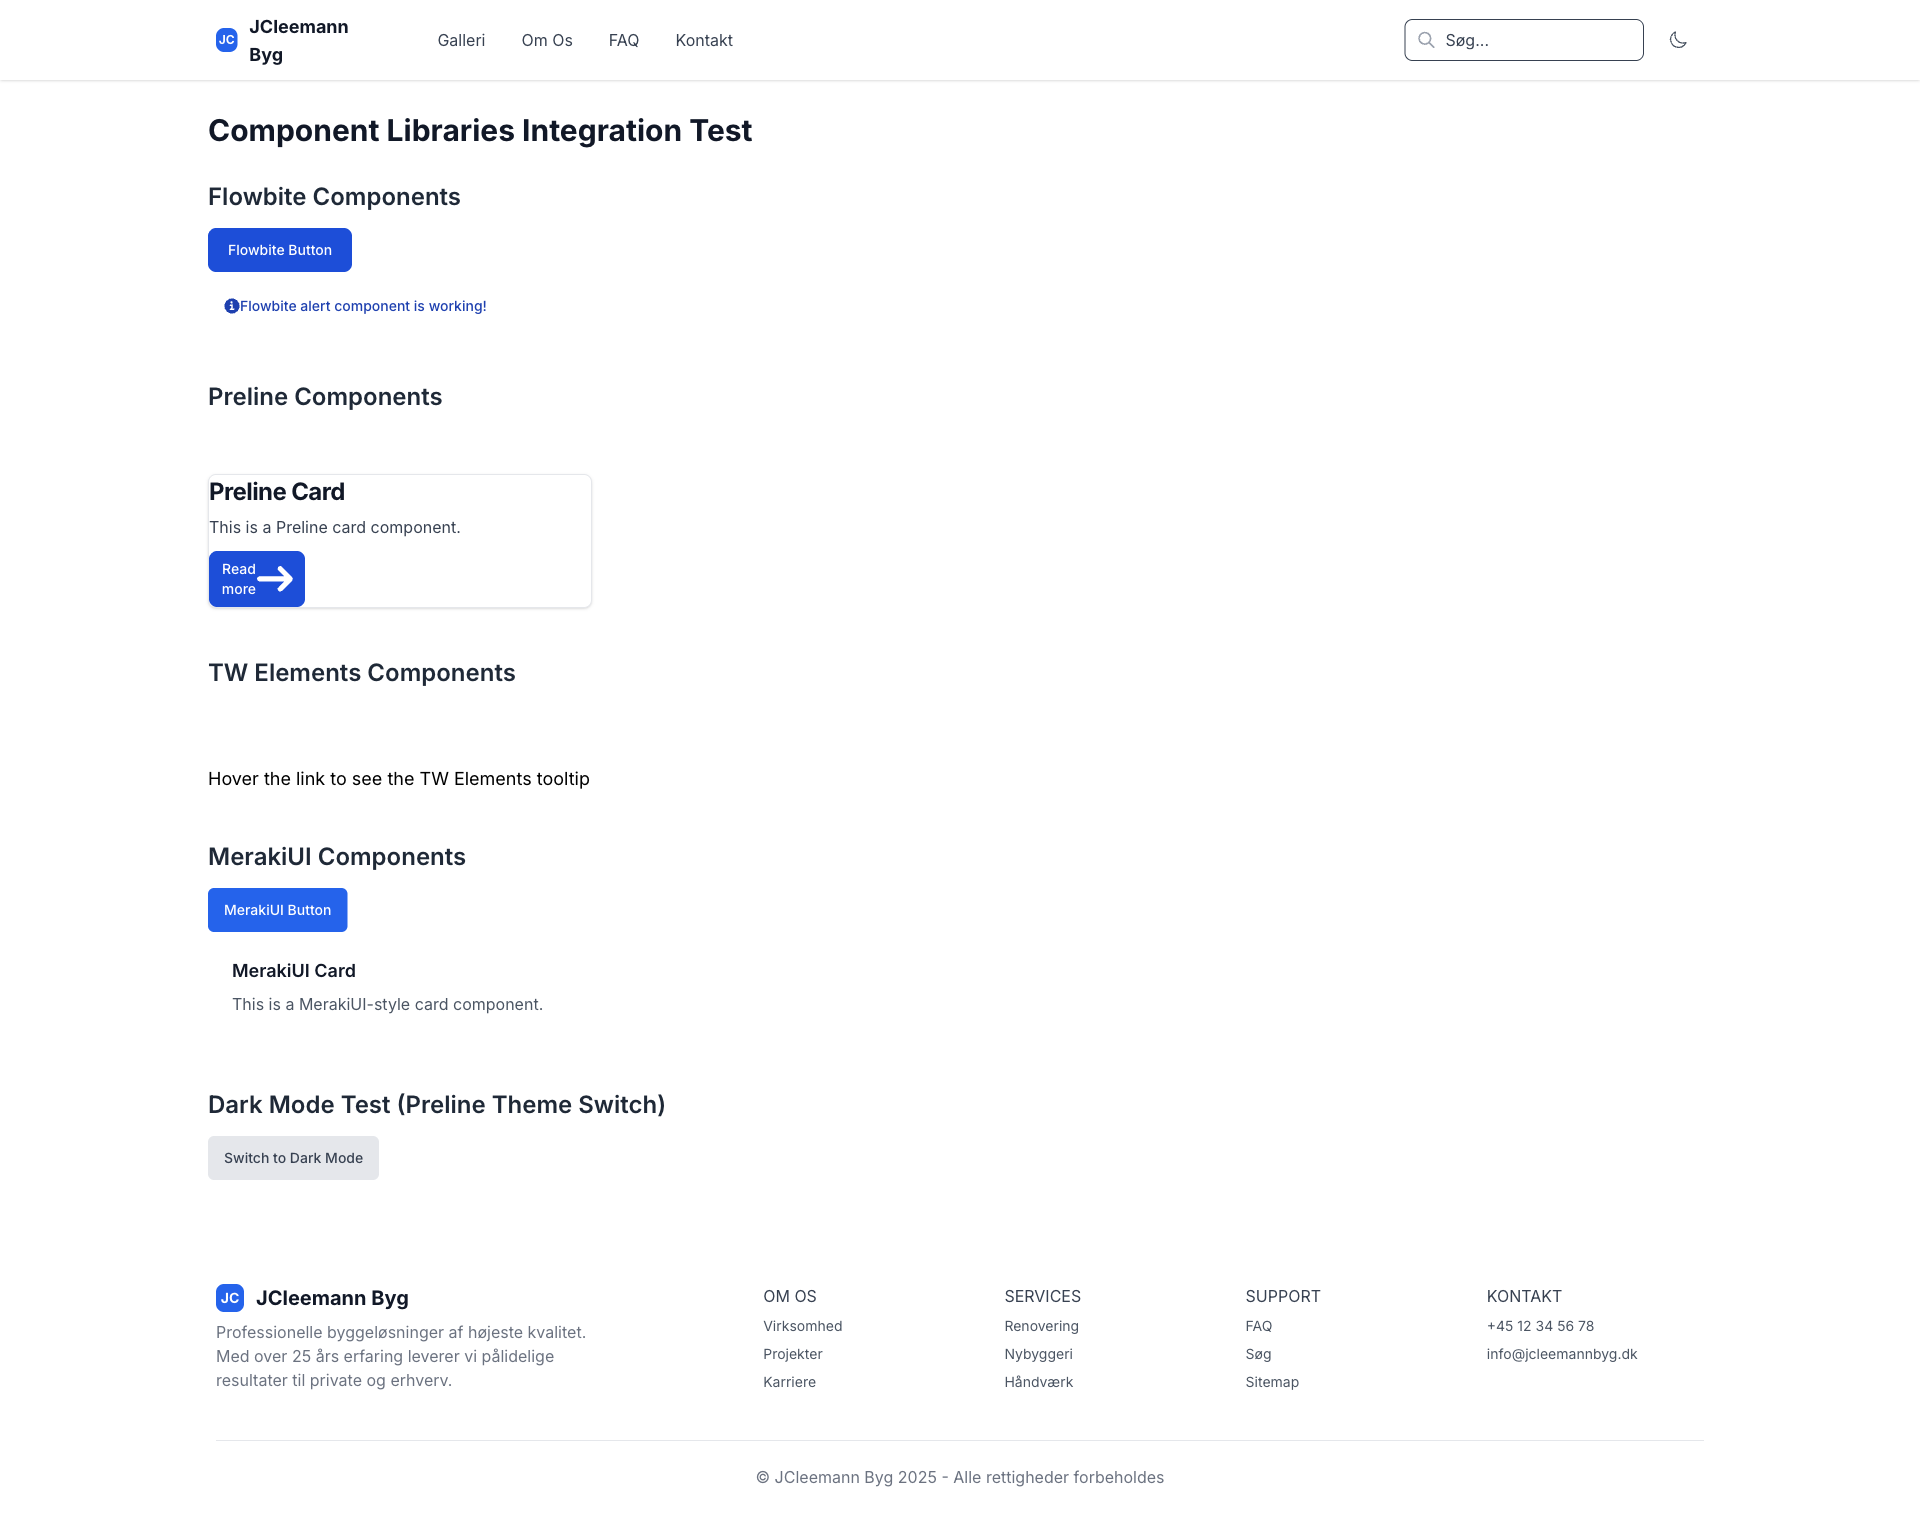 JC
JCleemann
Byg
Galleri
Om Os
FAQ
Kontakt
Søg...
Component Libraries Integration Test
Flowbite Components
Flowbite Button
Flowbite alert component is working!
Preline Components
Preline Card
This is a Preline card component.
Read
more
TW Elements Components
Hover the link to see the TW Elements tooltip
MerakiUI Components
MerakiUI Button
MerakiUI Card
This is a MerakiUI-style card component.
Dark Mode Test (Preline Theme Switch)
Switch to Dark Mode
JC JCleemann Byg
Professionelle byggeløsninger af højeste kvalitet.
Med over 25 års erfaring leverer vi pålidelige
resultater til private og erhverv.
OM OS
Virksomhed
Projekter
Karriere
SERVICES
Renovering
Nybyggeri
Håndværk
SUPPORT
FAQ
Søg
Sitemap
KONTAKT
+45 12 34 56 78
info@jcleemannbyg.dk
© JCleemann Byg 2025 - Alle rettigheder forbeholdes